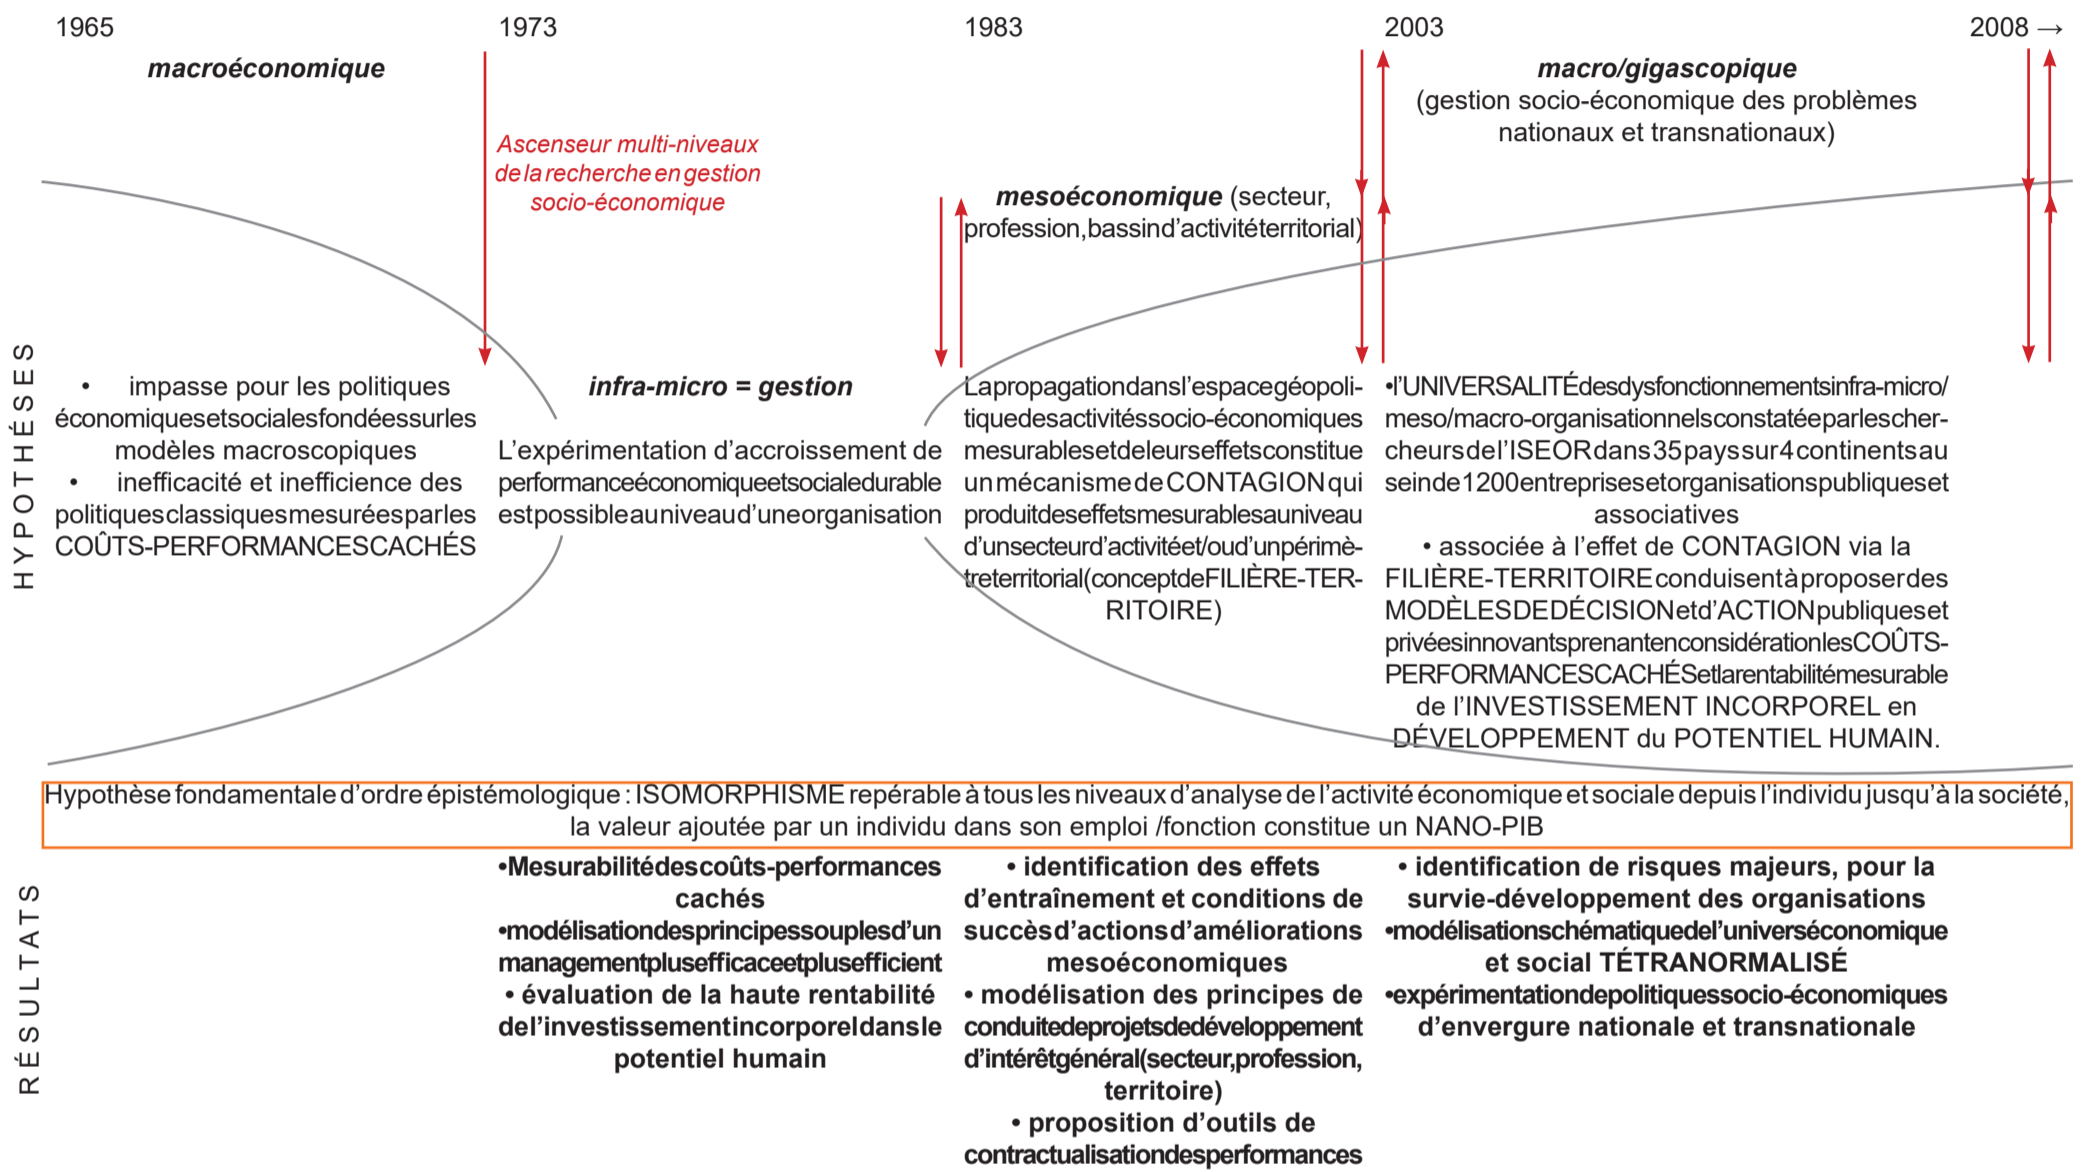 1965
1973
1983
2003
2008 →
macroéconomique
Ascenseur multi-niveaux
de la recherche en gestion
socio-économique
mesoéconomique (secteur,
profession, bassin d’activité territorial)
macro/gigascopique
(gestion socio-économique des problèmes
nationaux et transnationaux)
HYPOTHÉSES
• impasse pour les politiques
économiques et sociales fondées sur les
modèles macroscopiques
• inefficacité et inefficience des
politiques classiques mesurées par les
COÛTS-PERFORMANCES CACHÉS
infra-micro = gestion
L’expérimentation d’accroissement de
performance économique et sociale durable
est possible au niveau d’une organisation
La propagation dans l’espace géopoli-
tique des activités socio-économiques
mesurables et de leurs effets constitue
un mécanisme de CONTAGION qui
produit des effets mesurables au niveau
d’un secteur d’activité et/ou d’un périmè-
tre territorial (concept de FILIÈRE-TER-
RITOIRE)
•l’UNIVERSALITÉ des dysfonctionnements infra-micro/
meso/macro-organisationnels constatée par les cher-
cheurs de l’ISEOR dans 35 pays sur 4 continents au
sein de 1200 entreprises et organisations publiques et
associatives
• associée à l’effet de CONTAGION via la
FILIÈRE-TERRITOIRE conduisent à proposer des
MODÈLES DE DÉCISION et d’ACTION publiques et
privées innovants prenant en considération les COÛTS-
PERFORMANCES CACHÉS et la rentabilité mesurable
de l’INVESTISSEMENT INCORPOREL en
DÉVELOPPEMENT du POTENTIEL HUMAIN.
Hypothèse fondamentale d’ordre épistémologique : ISOMORPHISME repérable à tous les niveaux d’analyse de l’activité économique et sociale depuis l’individu jusqu’à la société,
la valeur ajoutée par un individu dans son emploi /fonction constitue un NANO-PIB
RÉSULTATS
•Mesurabilité des coûts-performances
cachés
•modélisation des principes souples d’un
management plus efficace et plus efficient
• évaluation de la haute rentabilité
de l’investissement incorporel dans le
potentiel humain
• identification des effets
d’entraînement et conditions de
succès d’actions d’améliorations
mesoéconomiques
• modélisation des principes de
conduite de projets de développement
d’intérêt général (secteur, profession,
territoire)
• proposition d’outils de
contractualisation des performances
• identification de risques majeurs, pour la
survie-développement des organisations
•modélisation schématique de l’univers économique
et social TÉTRANORMALISÉ
•expérimentation de politiques socio-économiques
d’envergure nationale et transnationale